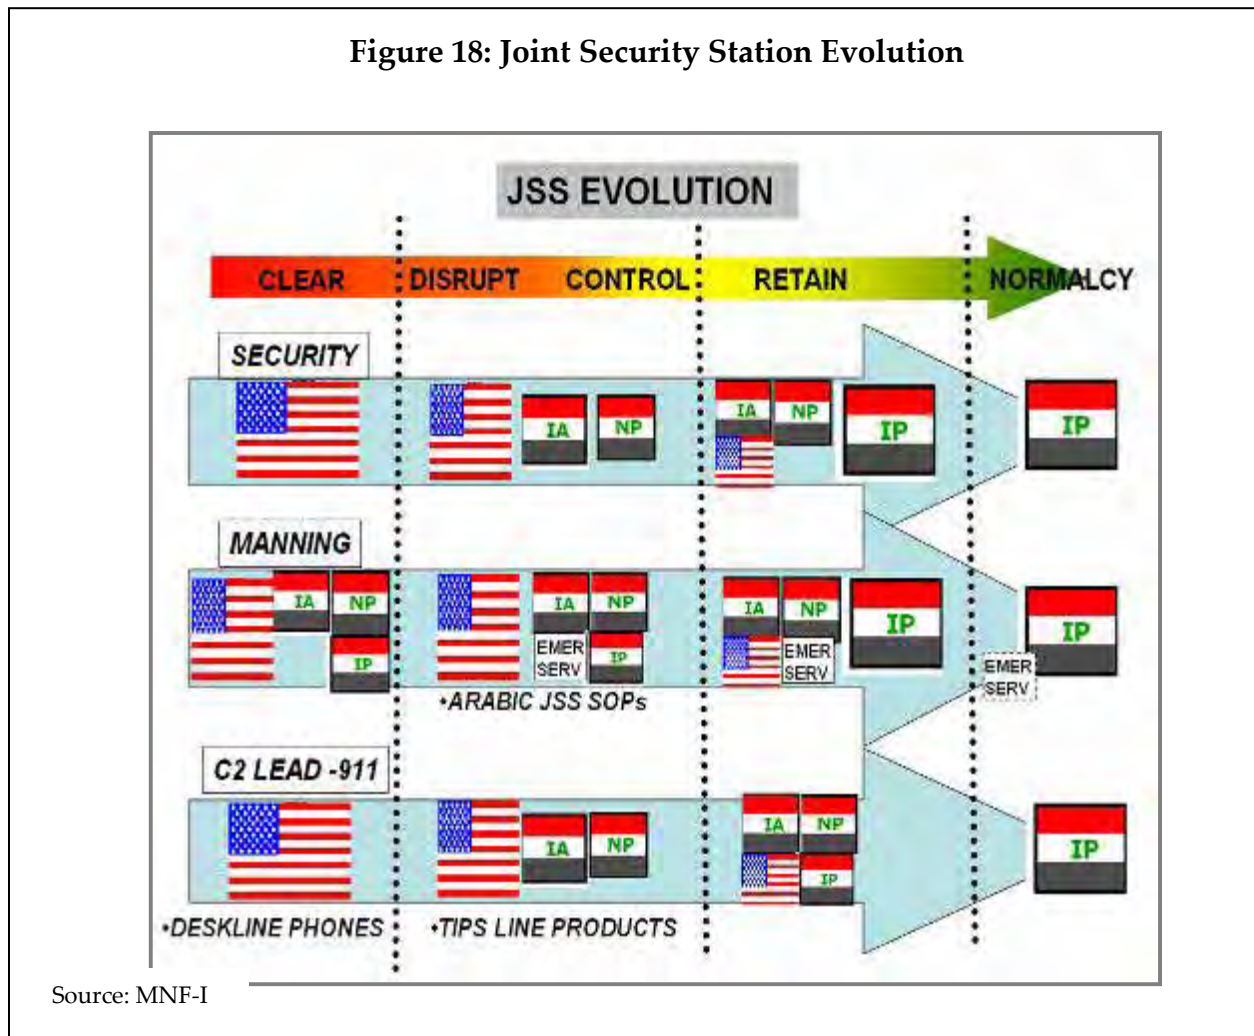 Figure 18: Joint Security Station Evolution
JSS EVOLUTION
CLEAR DISRUPT CONTROL RETAIN NORMALCY
SECURITY
IA NP IA NP IP IP
MANNING
IA NP IP
IA NP EMER SERV IP
IA NP EMER SERV IP
IP EMER SERV
•ARABIC JSS SOPs
C2 LEAD -911
IA NP IA NP IP IP
•DESKLINE PHONES •TIPS LINE PRODUCTS
Source: MNF-I